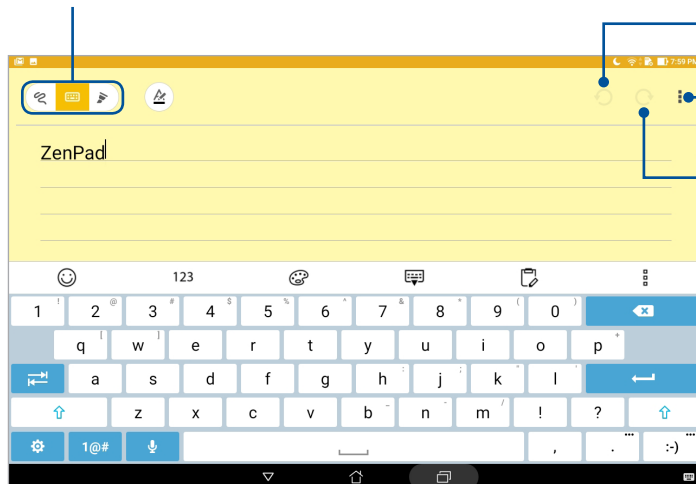 7:59 PM
ZenPad
123
! @ # $ % ^ & * ( )
1 2 3 4 5 6 7 8 9 0
[ ] +
q w e r t y u i o p
: ; " '
a s d f g h j k l
_ - /
z x c v b n m ! ?
1@# , . :-)